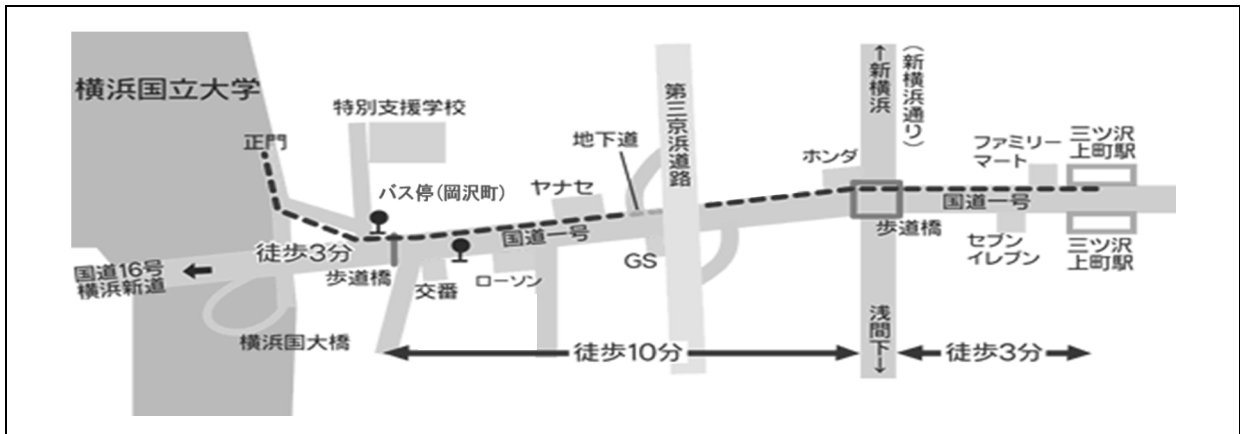 横浜国立大学
正門
特別支援学校
バス停(岡沢町)
ヤナセ
地下道
第三京浜道路
ホンダ
↑新横浜
(新横浜通り)
ファミリー
マート
三ツ沢
上町駅
国道一号
歩道橋
セブン
イレブン
三ツ沢
上町駅
国道一号
GS
ローソン
交番
歩道橋
徒歩3分
国道16号
横浜新道
横浜国大橋
徒歩10分
浅間下→
徒歩3分